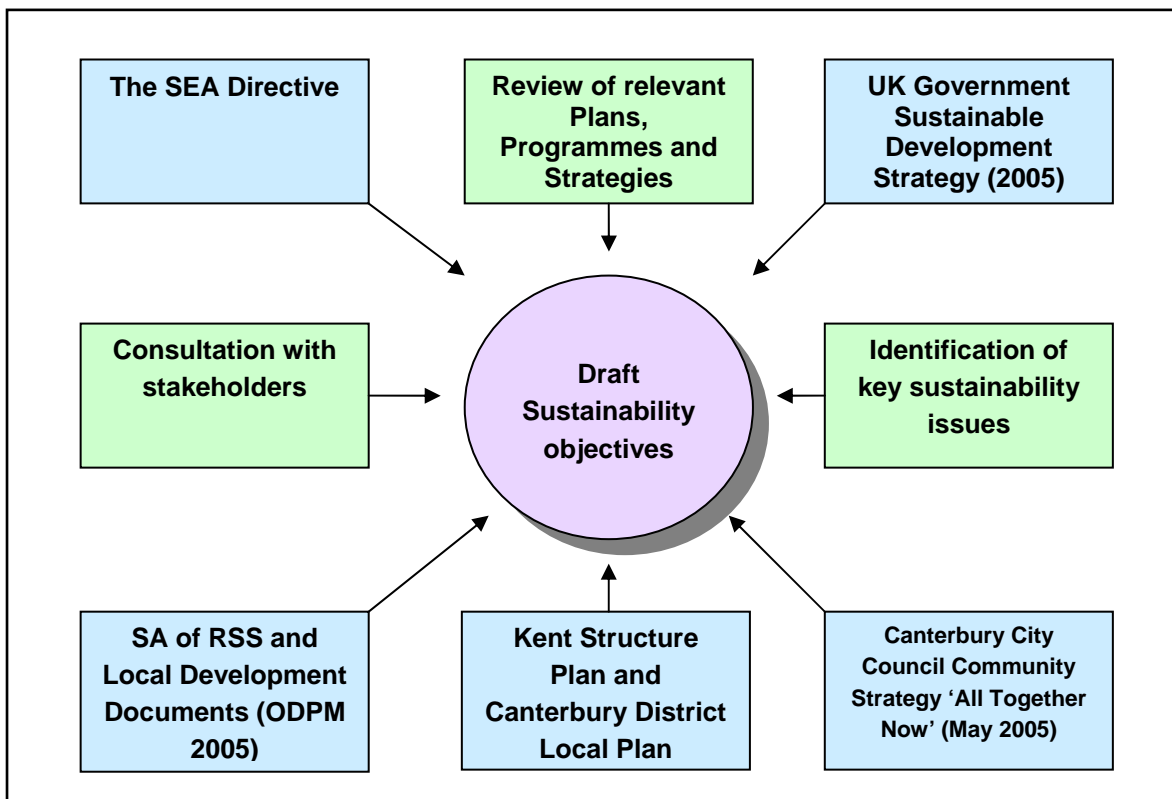 The SEA Directive
Review of relevant
Plans,
Programmes and
Strategies
UK Government
Sustainable
Development
Strategy (2005)
Consultation with
stakeholders
Draft
Sustainability
objectives
Identification of
key sustainability
issues
SA of RSS and
Local Development
Documents (ODPM
2005)
Kent Structure
Plan and
Canterbury District
Local Plan
Canterbury City
Council Community
Strategy ‘All Together
Now’ (May 2005)